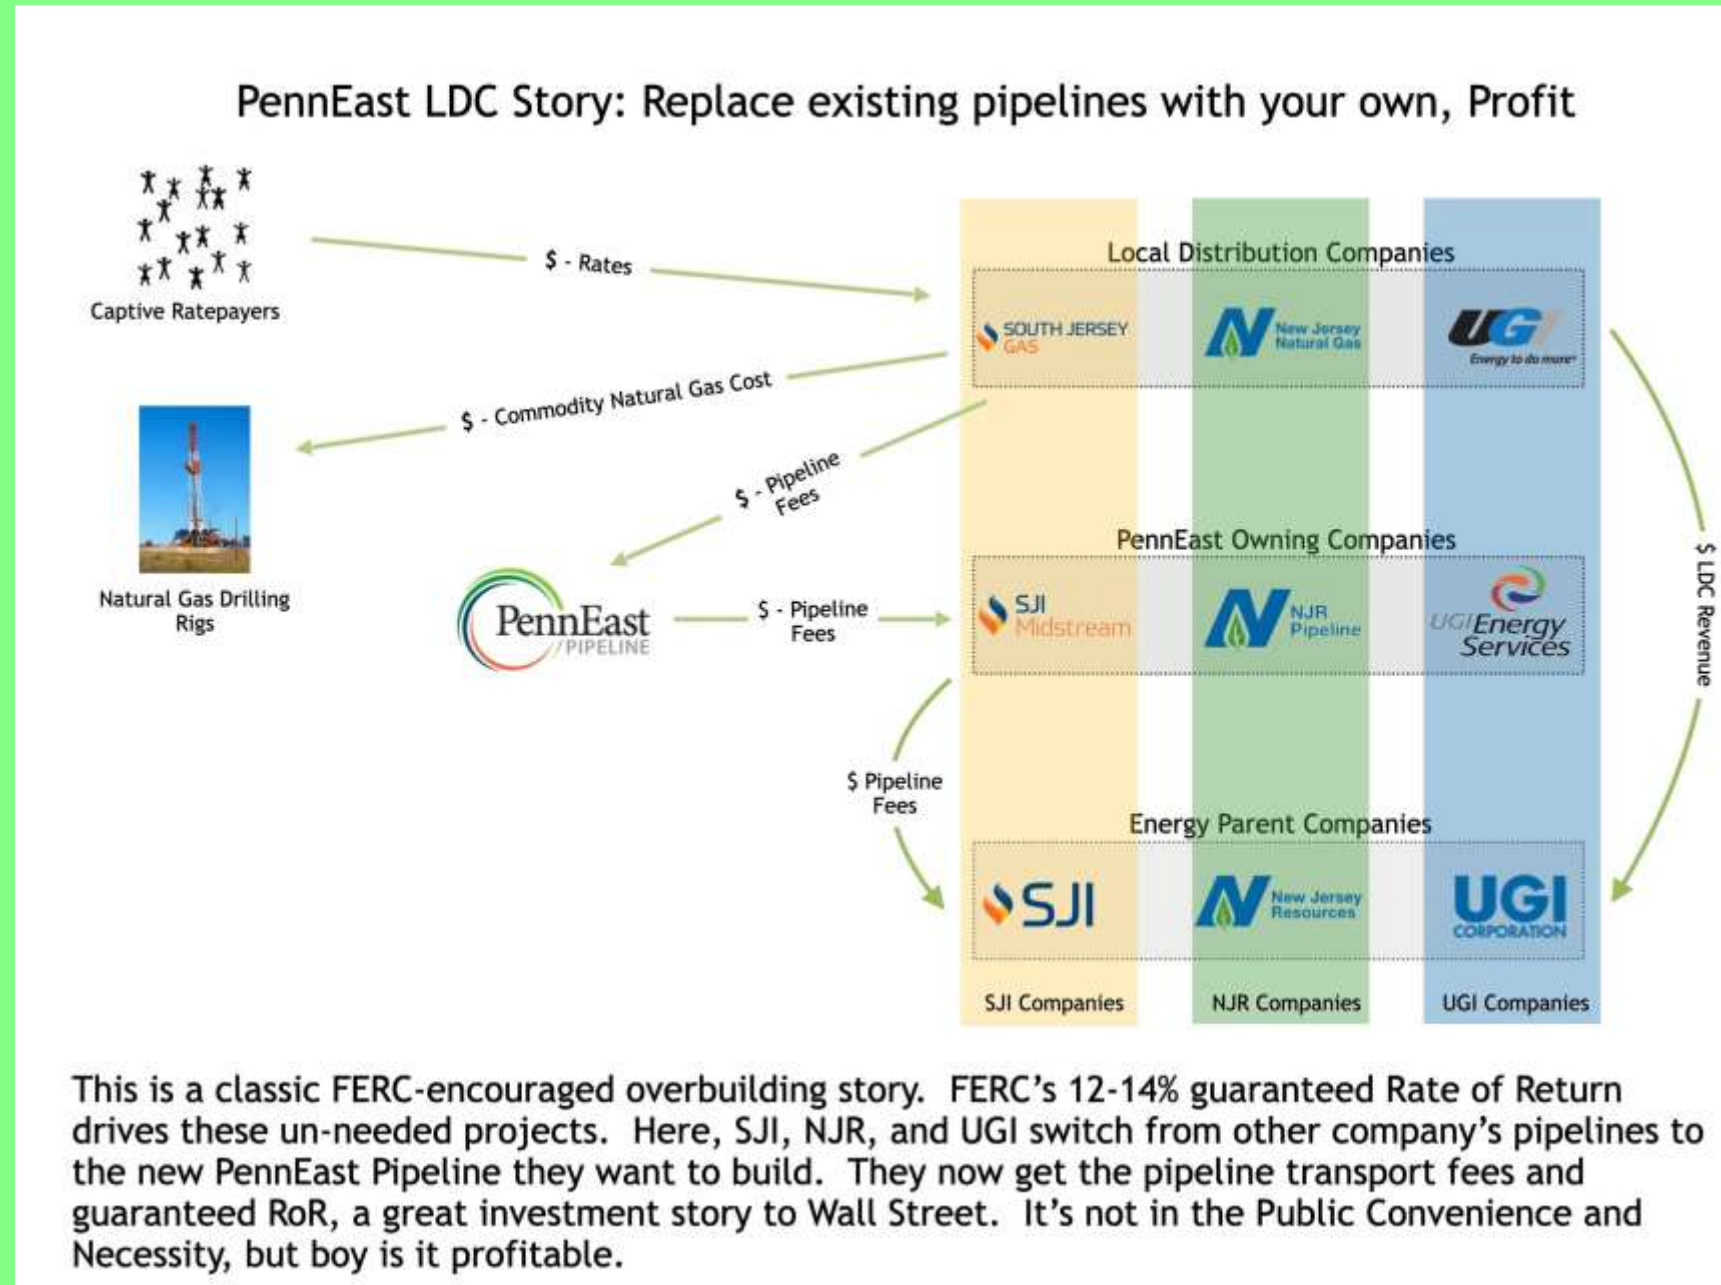 PennEast LDC Story: Replace existing pipelines with your own, Profit
Captive Ratepayers
$ - Rates
Local Distribution Companies
SOUTH JERSEY
GAS
New Jersey
Natural Gas
UGI
Energy to do more®
$ - Commodity Natural Gas Cost
Natural Gas Drilling
Rigs
$ - Pipeline
Fees
PennEast
PIPELINE
$ - Pipeline
Fees
PennEast Owning Companies
SJI
Midstream
NJR
Pipeline
UGI Energy
Services
$ LDC Revenue
$ Pipeline
Fees
Energy Parent Companies
SJI
New Jersey
Resources
UGI
CORPORATION
SJI Companies
NJR Companies
UGI Companies
This is a classic FERC-encouraged overbuilding story. FERC's 12-14% guaranteed Rate of Return
drives these un-needed projects. Here, SJI, NJR, and UGI switch from other company's pipelines to
the new PennEast Pipeline they want to build. They now get the pipeline transport fees and
guaranteed RoR, a great investment story to Wall Street. It's not in the Public Convenience and
Necessity, but boy is it profitable.